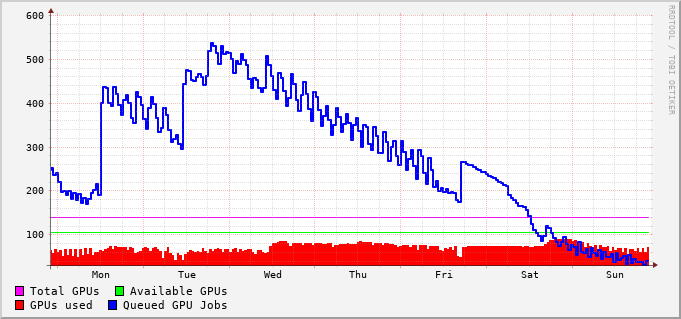 600
500
400
300
200
100
Mon Tue Wed Thu Fri Sat Sun
Total GPUs Available GPUs
GPUs used Queued GPU Jobs
RRDTOOL / TOBI OETIKER